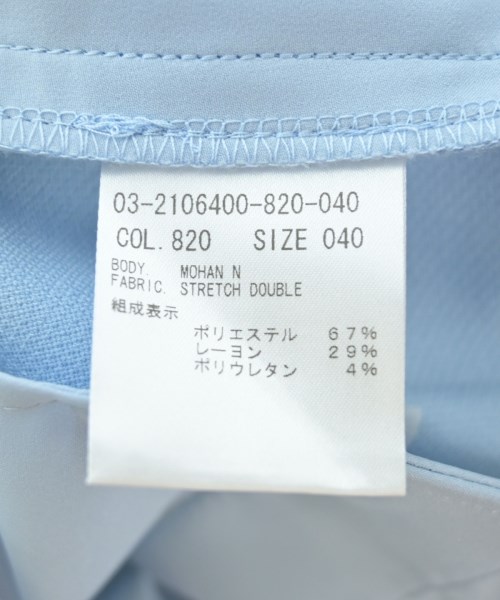 03-2106400-820-040
COL. 820 SIZE 040
BODY. MOHAN N
FABRIC. STRETCH DOUBLE
組成表示
ポリエステル 67%
レーヨン 29%
ポリウレタン 4%